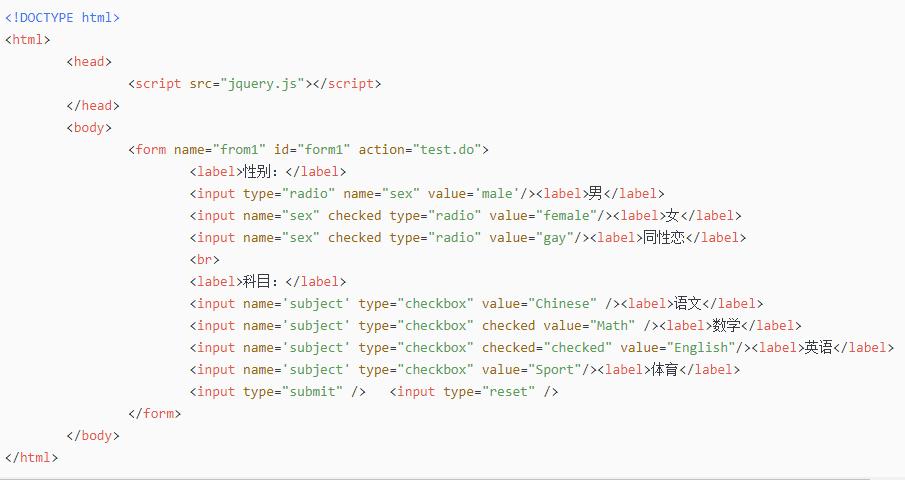 <!DOCTYPE html>
<html>
<head>
<script src="jquery.js"></script>
</head>
<body>
<form name="from1" id="form1" action="test.do">
<label>性别：</label>
<input type="radio" name="sex" value='male'/><label>男</label>
<input name="sex" checked type="radio" value="female"/><label>女</label>
<input name="sex" checked type="radio" value="gay"/><label>同性恋</label>
<br>
<label>科目：</label>
<input name='subject' type="checkbox" value="Chinese" /><label>语文</label>
<input name='subject' type="checkbox" checked value="Math" /><label>数学</label>
<input name='subject' type="checkbox" checked="checked" value="English"/><label>英语</label>
<input name='subject' type="checkbox" value="Sport"/><label>体育</label>
<input type="submit" />   <input type="reset" />
</form>
</body>
</html>